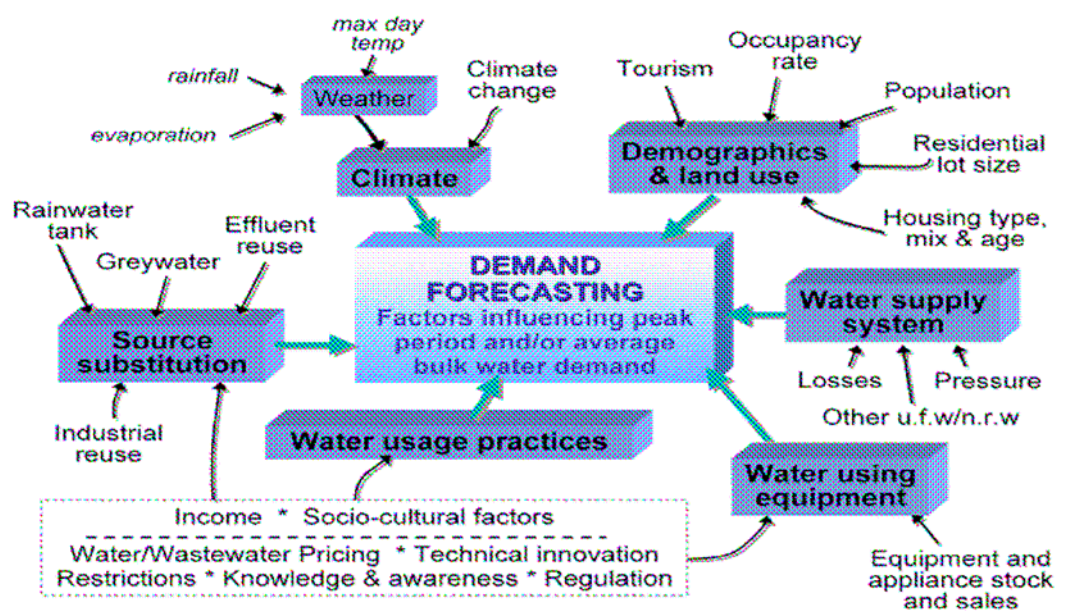 max day
temp
rainfall
Weather
evaporation
Climate
change
Climate
Tourism
Occupancy
rate
Population
Demographics
& land use
Residential
lot size
Housing type,
mix & age
Rainwater
tank
Effluent
reuse
Greywater
Source
substitution
Industrial
reuse
DEMAND
FORECASTING
Factors influencing peak
period and/or average
bulk water demand
Water supply
system
Losses
Pressure
Other u.f.w/n.r.w
Water usage practices
Water using
equipment
Income * Socio-cultural factors
Water/Wastewater Pricing * Technical innovation
Restrictions * Knowledge & awareness * Regulation
Equipment and
appliance stock
and sales